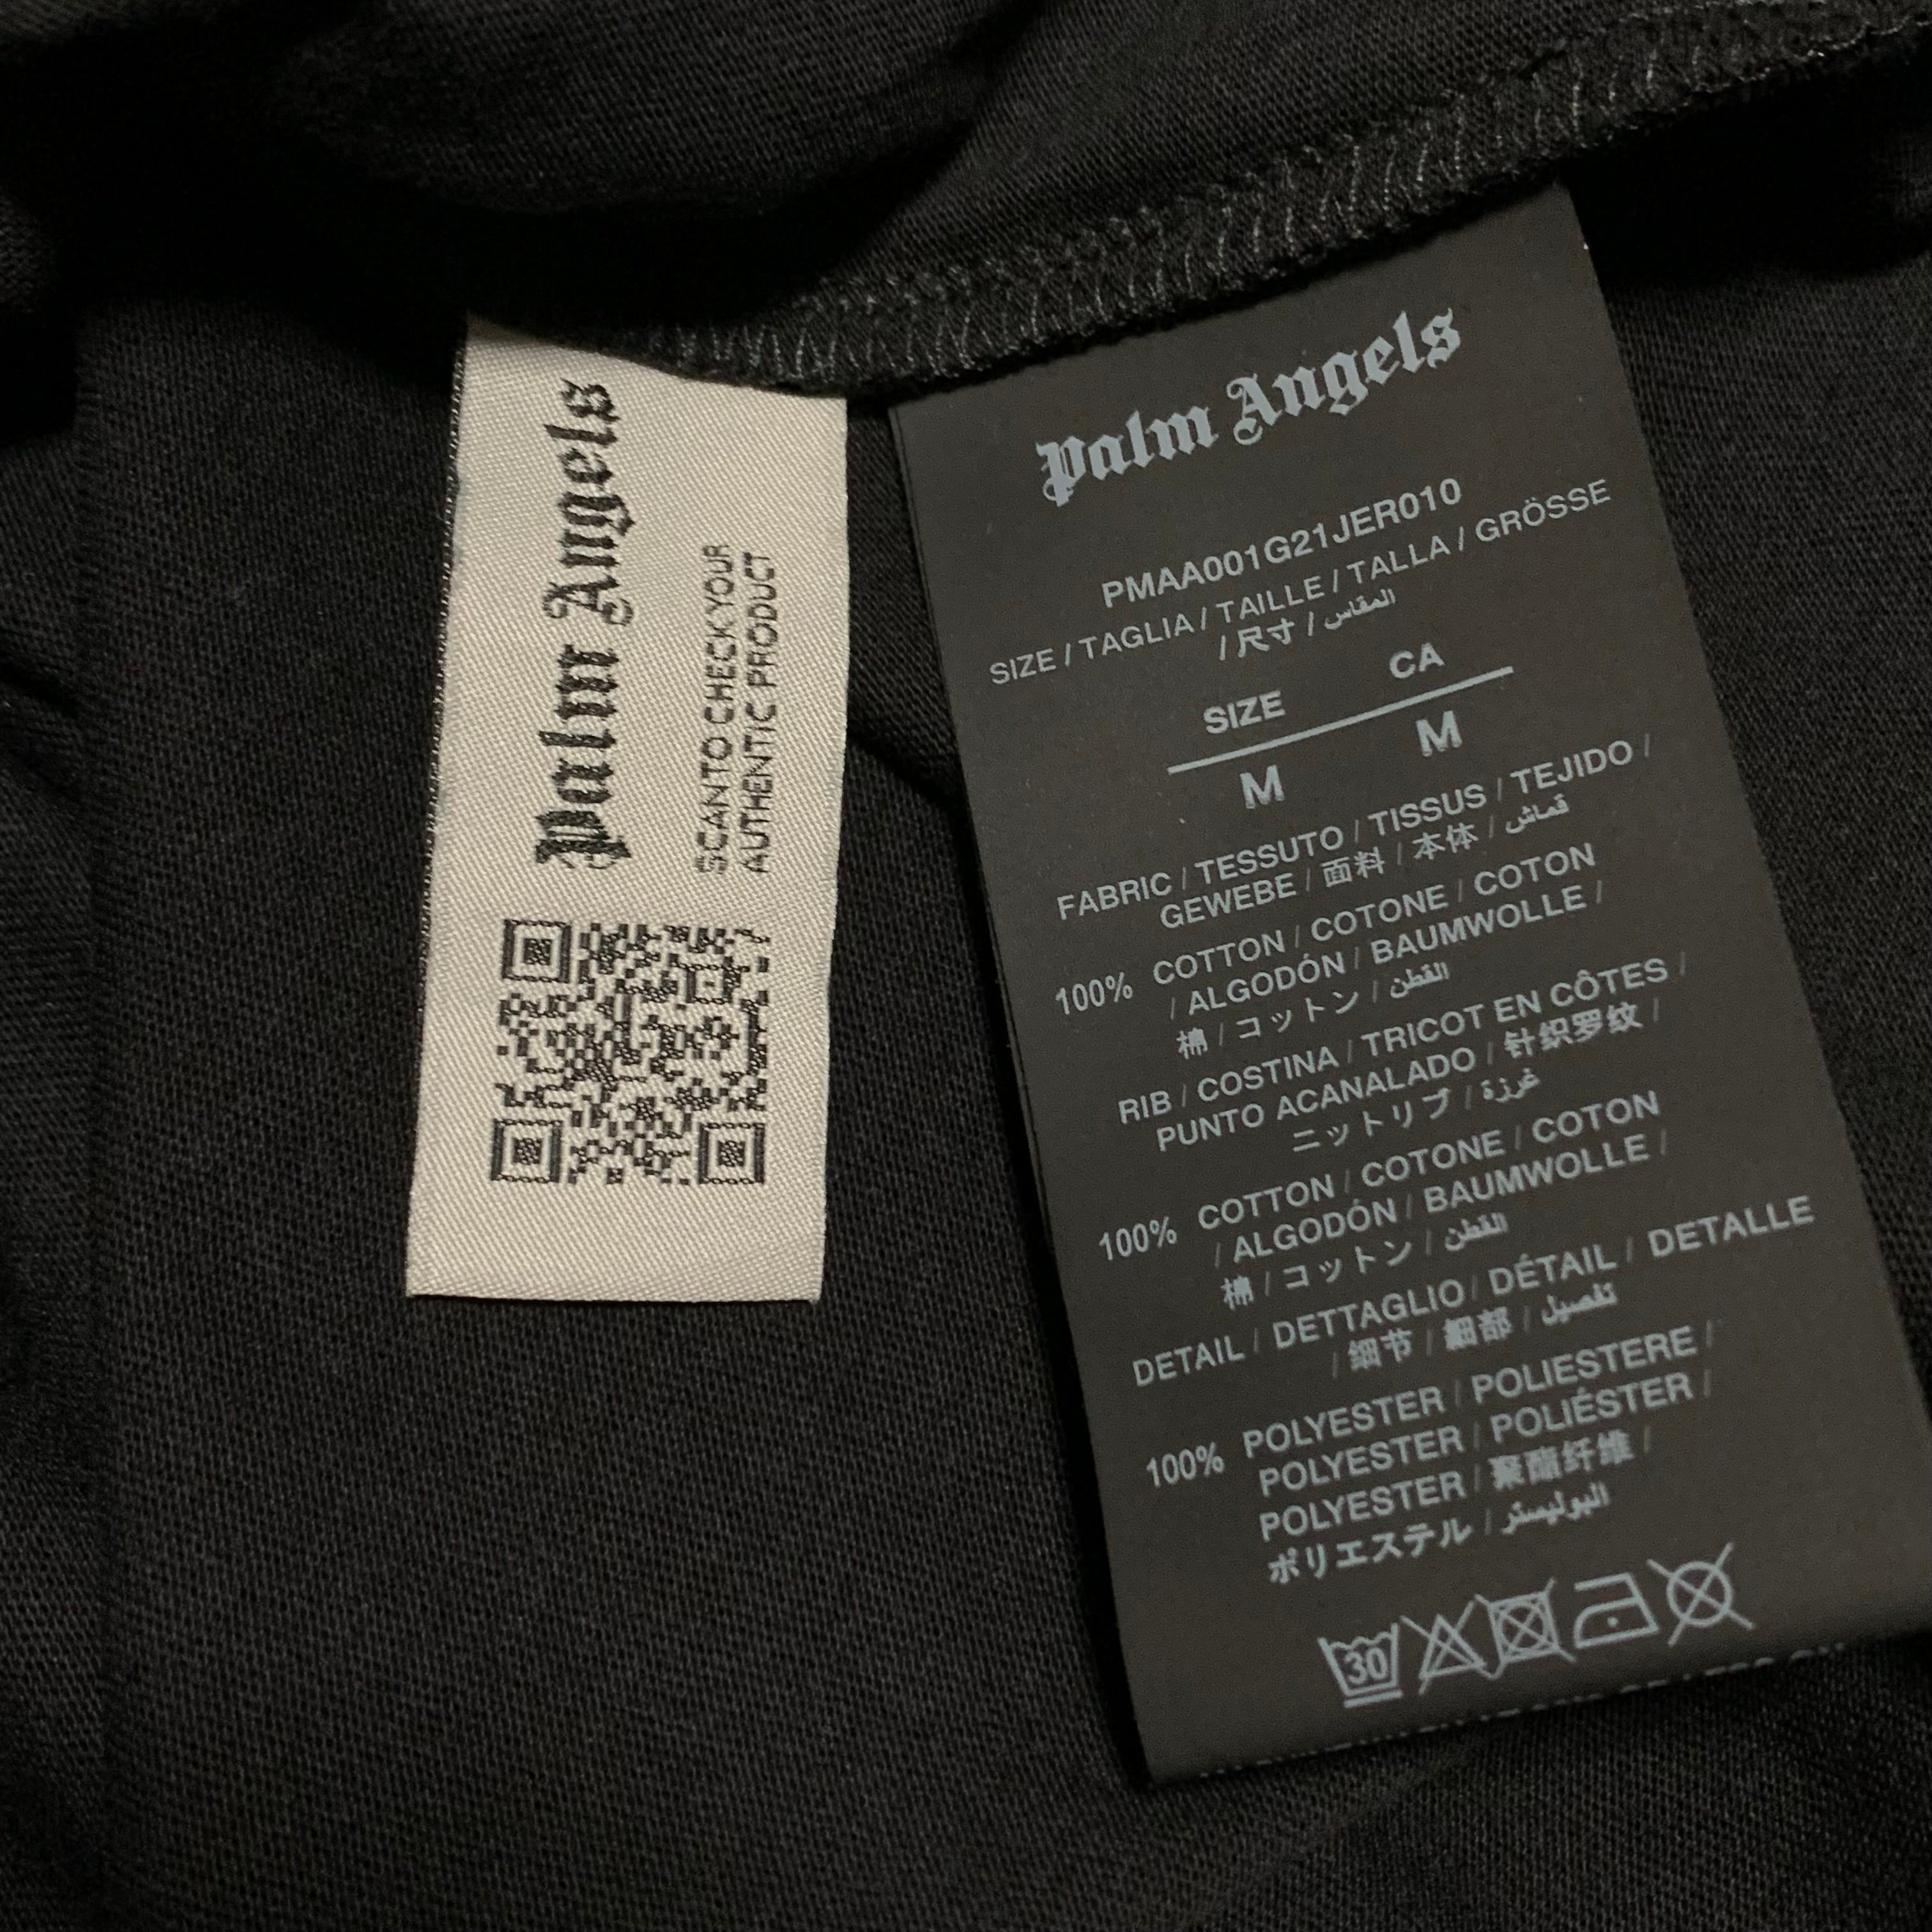 Palm Angels
SCAN TO CHECK YOUR
AUTHENTIC PRODUCT
Palm Angels
PMAA001G21JER010
SIZE / TAGLIA / TAILLE / TALLA / GRÖSSE
/ 尺寸 / المقاس
SIZE CA
M M
FABRIC / TESSUTO / TISSUS / TEJIDO /
GEWEBE / 面料 / 本体 / قماش
100% COTTON / COTONE / COTON
/ ALGODÓN / BAUMWOLLE /
棉 / コットン / القطن
RIB / COSTINA / TRICOT EN CÔTES /
PUNTO ACANALADO / 针织罗纹 /
ニットリブ / غرزة
100% COTTON / COTONE / COTON
/ ALGODÓN / BAUMWOLLE /
棉 / コットン / القطن
DETAIL / DETTAGLIO / DÉTAIL / DETALLE
/ 细节 / 細部 / تفصيل
100% POLYESTER / POLIESTERE /
POLYESTER / POLIÉSTER /
POLYESTER / 聚酯纤维 /
ポリエステル / البوليستر
30